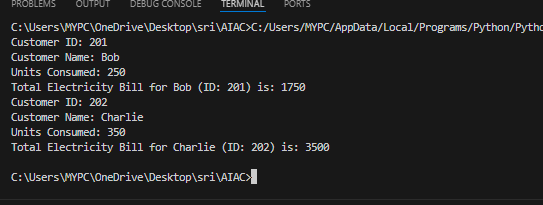 PROBLEMS OUTPUT DEBUG CONSOLE TERMINAL PORTS
C:\Users\MYPC\OneDrive\Desktop\sri\AIAC>C:/Users/MYPC/AppData/Local/Programs/Python/Pytho
Customer ID: 201
Customer Name: Bob
Units Consumed: 250
Total Electricity Bill for Bob (ID: 201) is: 1750
Customer ID: 202
Customer Name: Charlie
Units Consumed: 350
Total Electricity Bill for Charlie (ID: 202) is: 3500
C:\Users\MYPC\OneDrive\Desktop\sri\AIAC>